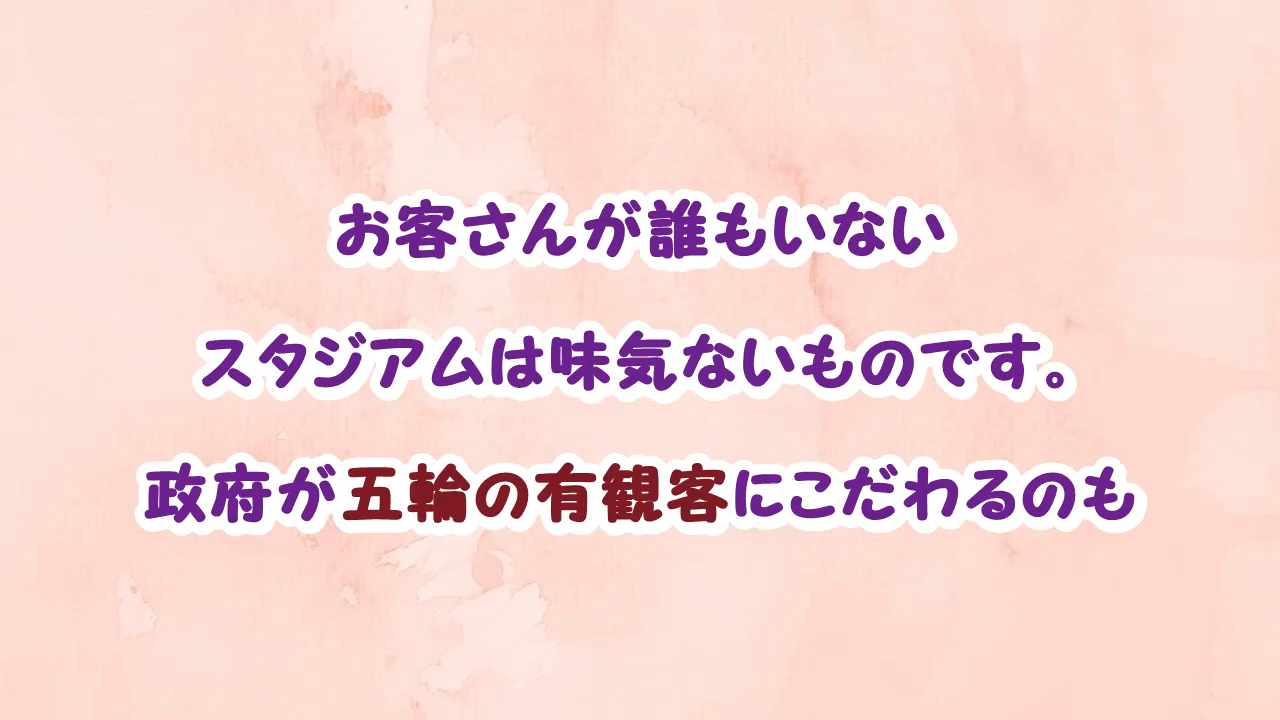 お客さんが誰もいない
スタジアムは味気ないものです。
政府が五輪の有観客にこだわるのも